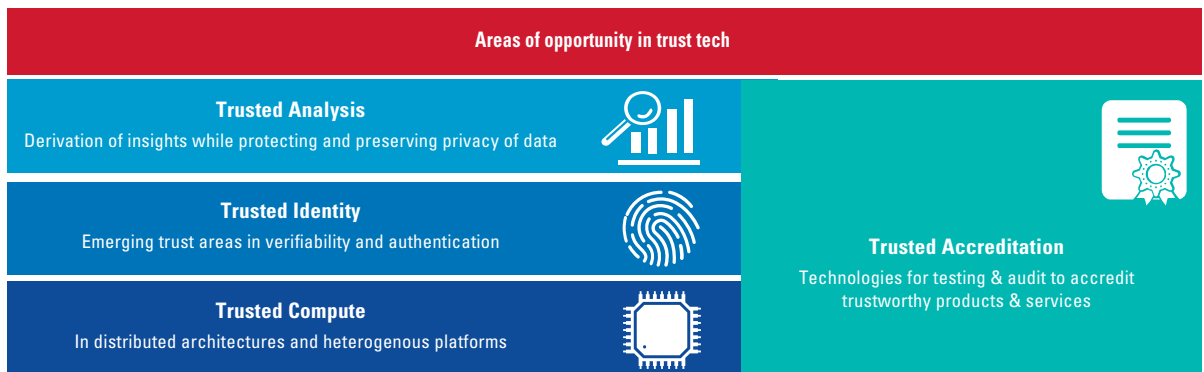 Areas of opportunity in trust tech
Trusted Analysis
Derivation of insights while protecting and preserving privacy of data
Trusted Identity
Emerging trust areas in verifiability and authentication
Trusted Compute
In distributed architectures and heterogenous platforms
Trusted Accreditation
Technologies for testing & audit to accredit
trustworthy products & services